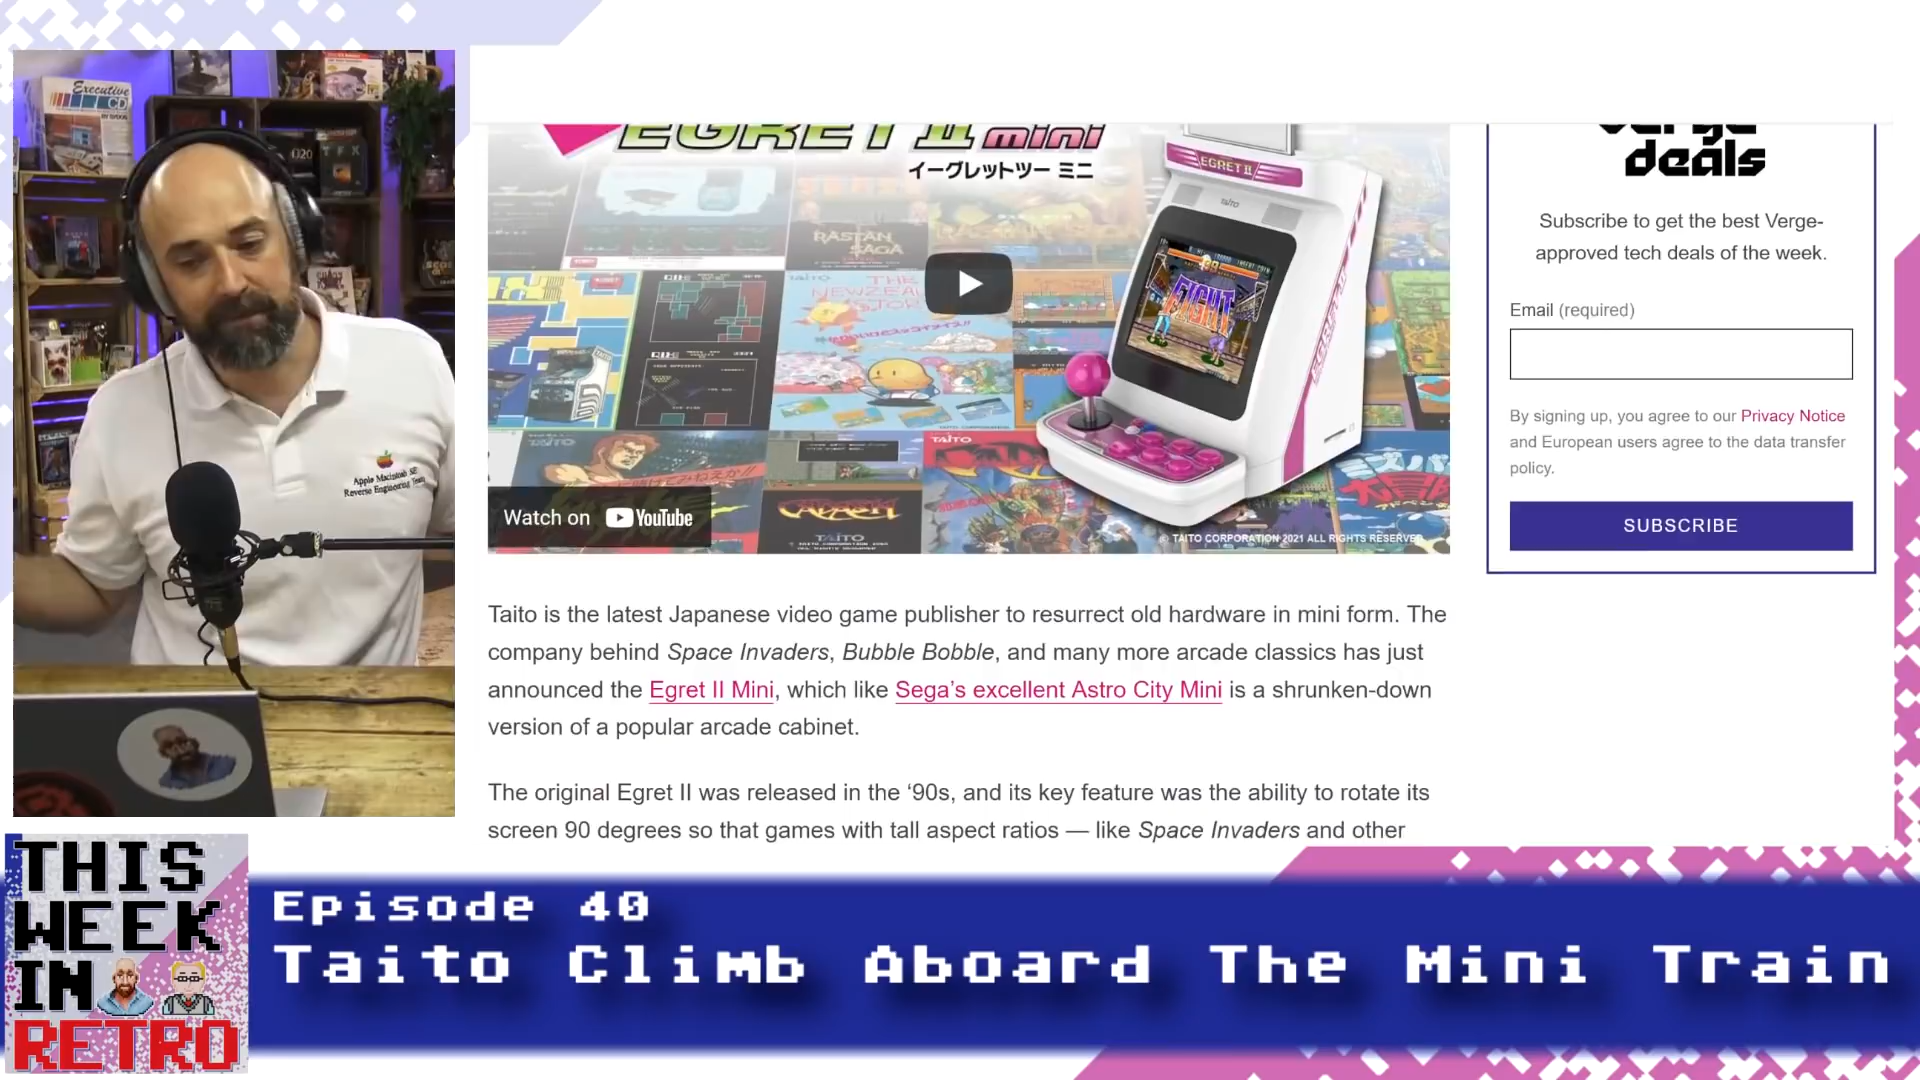 Executive
CD
EGRET II mini
イーグレットツー ミニ
EGRET II
TAITO
RASTAN
SAGA
THE
NEWZEALAND
STORY
QIX
TAITO
FIGHT
TAITO
CADASH
TAITO
Watch on YouTube
© TAITO CORPORATION 2021 ALL RIGHTS RESERVED.
verge
deals
Subscribe to get the best Verge-
approved tech deals of the week.
Email (required)
By signing up, you agree to our Privacy Notice
and European users agree to the data transfer
policy.
SUBSCRIBE
Apple Macintosh SE
Reverse Engineering Team
Taito is the latest Japanese video game publisher to resurrect old hardware in mini form. The
company behind Space Invaders, Bubble Bobble, and many more arcade classics has just
announced the Egret II Mini, which like Sega’s excellent Astro City Mini is a shrunken-down
version of a popular arcade cabinet.
The original Egret II was released in the ‘90s, and its key feature was the ability to rotate its
screen 90 degrees so that games with tall aspect ratios — like Space Invaders and other
THIS
WEEK
IN
RETRO
Episode 40
Taito Climb Aboard The Mini Train